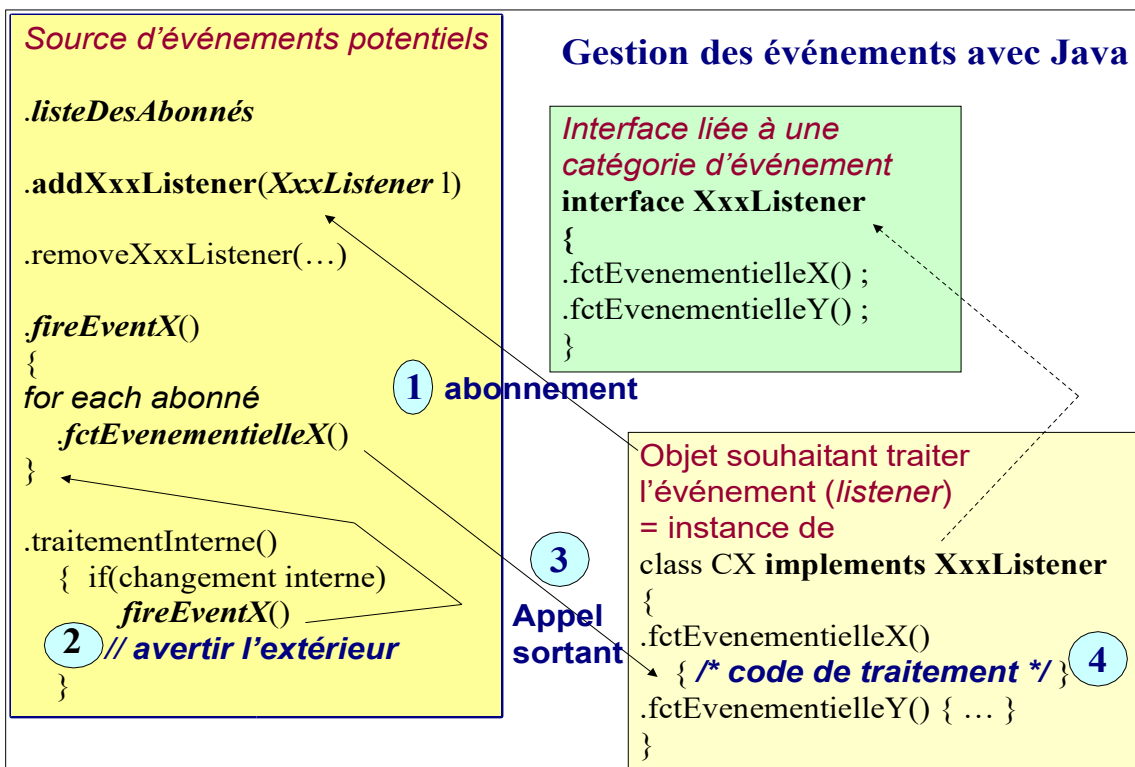 Source d’événements potentiels
.listeDesAbonnés
.addXxxListener(XxxListener l)
.removeXxxListener(…)
.fireEventX()
{
for each abonné
.fctEvenementielleX()
}
.traitementInterne()
{ if(changement interne)
fireEventX()
2 // avertir l’extérieur
}
Gestion des événements avec Java
Interface liée à une
catégorie d’événement
interface XxxListener
{
.fctEvenementielleX() ;
.fctEvenementielleY() ;
}
1 abonnement
3
Appel
sortant
Objet souhaitant traiter
l’événement (listener)
= instance de
class CX implements XxxListener
{
.fctEvenementielleX()
{ /* code de traitement */ } 4
.fctEvenementielleY() { … }
}